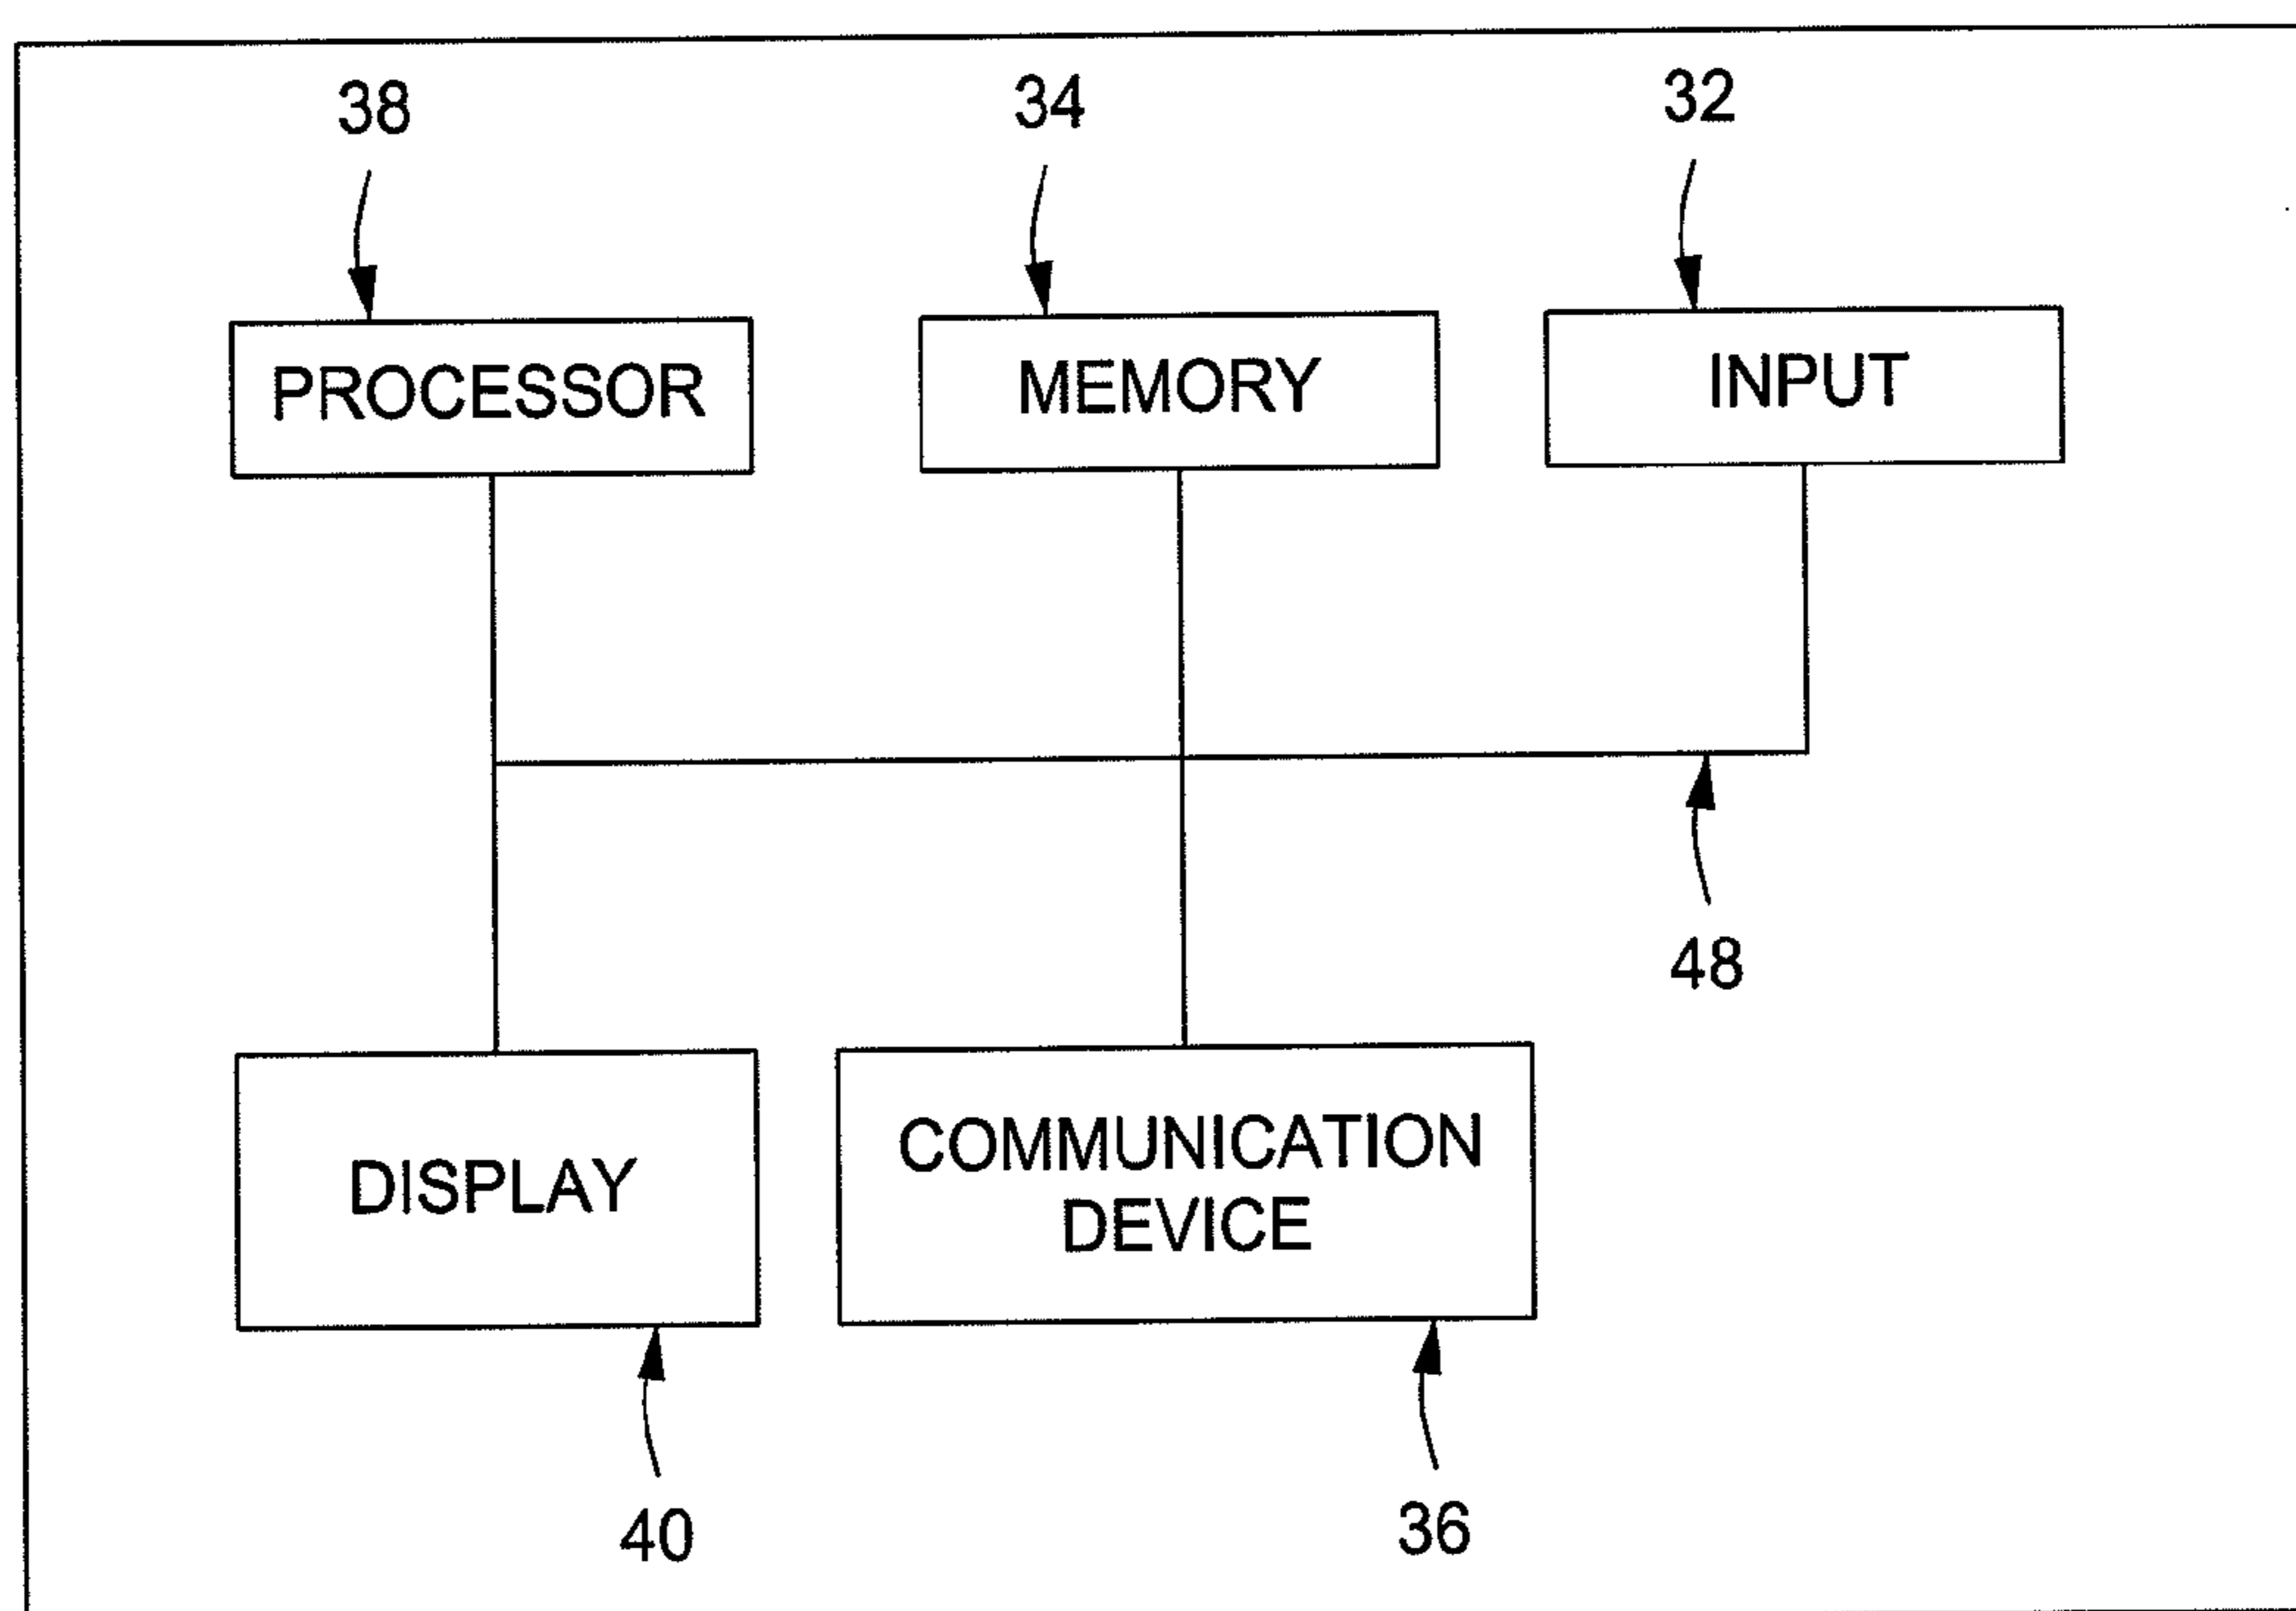 38
34
32
PROCESSOR
MEMORY
INPUT
48
DISPLAY
COMMUNICATION
DEVICE
40
36